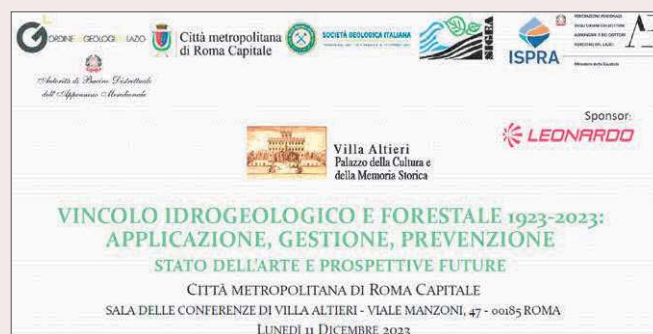 ORDINE GEOLOGI LAZIO
Città metropolitana
di Roma Capitale
SOCIETÀ GEOLOGICA ITALIANA
SIGEA
ISPRA
Autorità di Bacino Distrettuale
dell'Appennino Meridionale
Sponsor:
LEONARDO
Villa Altieri
Palazzo della Cultura e
della Memoria Storica
VINCOLO IDROGEOLOGICO E FORESTALE 1923-2023:
APPLICAZIONE, GESTIONE, PREVENZIONE
STATO DELL'ARTE E PROSPETTIVE FUTURE
CITTÀ METROPOLITANA DI ROMA CAPITALE
SALA DELLE CONFERENZE DI VILLA ALTIERI - VIALE MANZONI, 47 - 00185 ROMA
LUNEDÌ 11 DICEMBRE 2023